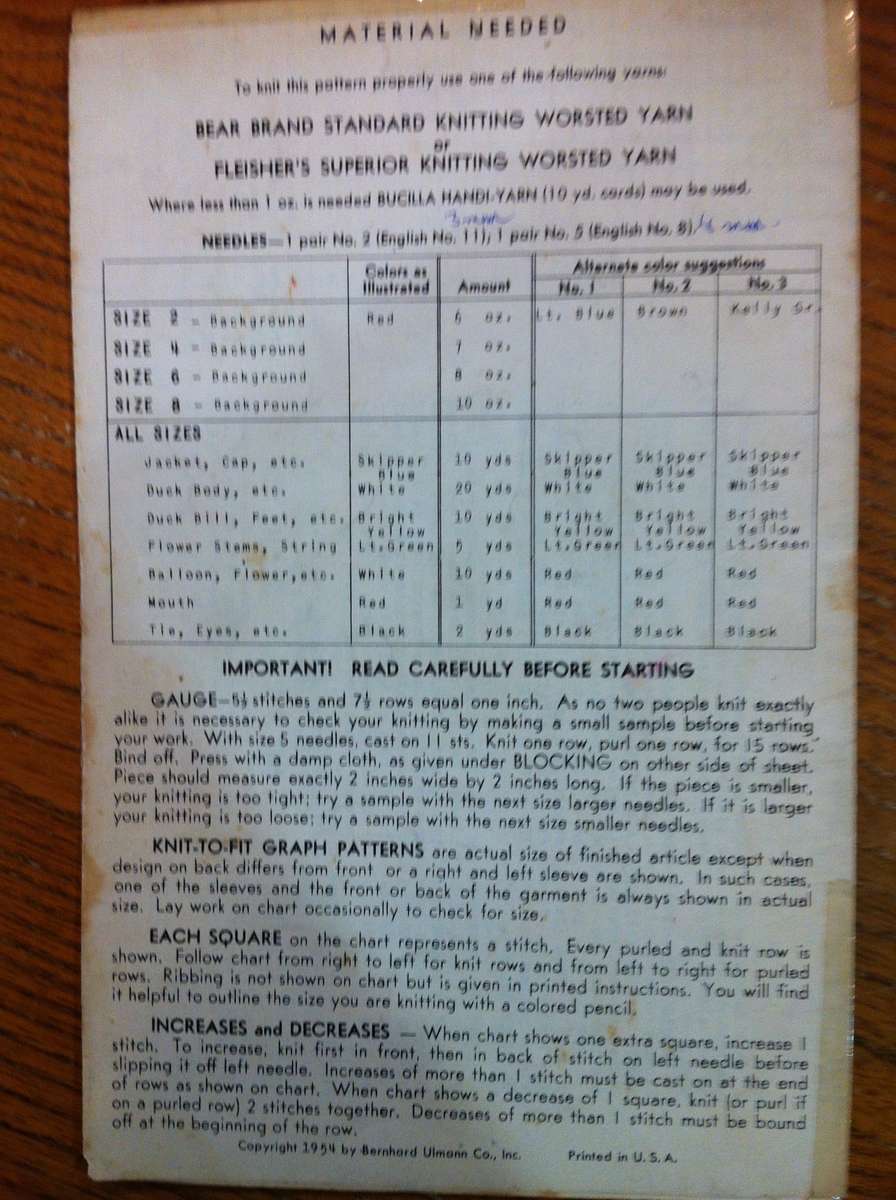 MATERIAL NEEDED
To knit this pattern properly use one of the following yarns:
BEAR BRAND STANDARD KNITTING WORSTED YARN
or
FLEISHER'S SUPERIOR KNITTING WORSTED YARN
Where less than 1 oz. is needed BUCILLA HANDI-YARN (10 yd. cards) may be used.
NEEDLES—1 pair No. 2 (English No. 11); 1 pair No. 5 (English No. 8)
Colors as Illustrated Amount Alternate color suggestions
No. 1 No. 2 No. 3
SIZE 2 - Background Red 6 oz. Lt. Blue Brown Kelly Gr.
SIZE 4 - Background 7 oz.
SIZE 6 - Background 8 oz.
SIZE 8 - Background 10 oz.
ALL SIZES
Jacket, Cap, etc. Skipper Blue 10 yds Skipper Blue Skipper Blue Skipper Blue
Duck Body, etc. White 20 yds White White White
Duck Bill, Feet, etc. Bright Yellow 10 yds Bright Yellow Bright Yellow Bright Yellow
Flower Stems, String Lt.Green 5 yds Lt.Green Lt.Green Lt.Green
Balloon, Flower,etc. White 10 yds Red Red Red
Mouth Red 1 yd Red Red Red
Tie, Eyes, etc. Black 2 yds Black Black Black
IMPORTANT! READ CAREFULLY BEFORE STARTING
GAUGE—5½ stitches and 7½ rows equal one inch. As no two people knit exactly
alike it is necessary to check your knitting by making a small sample before starting
your work. With size 5 needles, cast on 11 sts. Knit one row, purl one row, for 15 rows.
Bind off. Press with a damp cloth, as given under BLOCKING on other side of sheet.
Piece should measure exactly 2 inches wide by 2 inches long. If the piece is smaller,
your knitting is too tight; try a sample with the next size larger needles. If it is larger
your knitting is too loose; try a sample with the next size smaller needles.
KNIT-TO-FIT GRAPH PATTERNS are actual size of finished article except when
design on back differs from front or a right and left sleeve are shown. In such cases,
one of the sleeves and the front or back of the garment is always shown in actual
size. Lay work on chart occasionally to check for size.
EACH SQUARE on the chart represents a stitch. Every purled and knit row is
shown. Follow chart from right to left for knit rows and from left to right for purled
rows. Ribbing is not shown on chart but is given in printed instructions. You will find
it helpful to outline the size you are knitting with a colored pencil.
INCREASES and DECREASES — When chart shows one extra square, increase 1
stitch. To increase, knit first in front, then in back of stitch on left needle before
slipping it off left needle. Increases of more than 1 stitch must be cast on at the end
of rows as shown on chart. When chart shows a decrease of 1 square, knit (or purl if
on a purled row) 2 stitches together. Decreases of more than 1 stitch must be bound
off at the beginning of the row.
Copyright 1954 by Bernhard Ulmann Co., Inc. Printed in U. S. A.